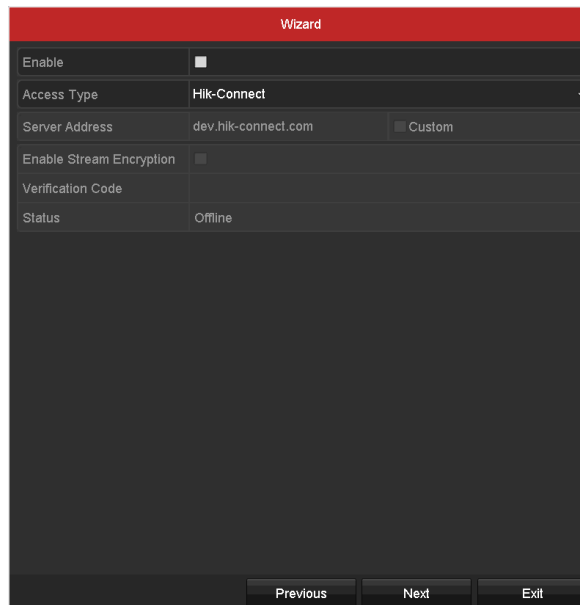 Wizard
Enable
Access Type Hik-Connect
Server Address dev.hik-connect.com Custom
Enable Stream Encryption
Verification Code
Status Offline
Previous Next Exit